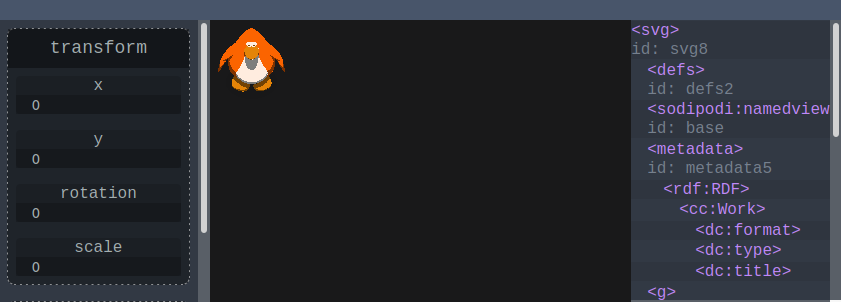 transform
x
0
y
0
rotation
0
scale
0
<svg>
id: svg8
<defs>
id: defs2
<sodipodi:namedview
id: base
<metadata>
id: metadata5
<rdf:RDF>
<cc:Work>
<dc:format>
<dc:type>
<dc:title>
<g>